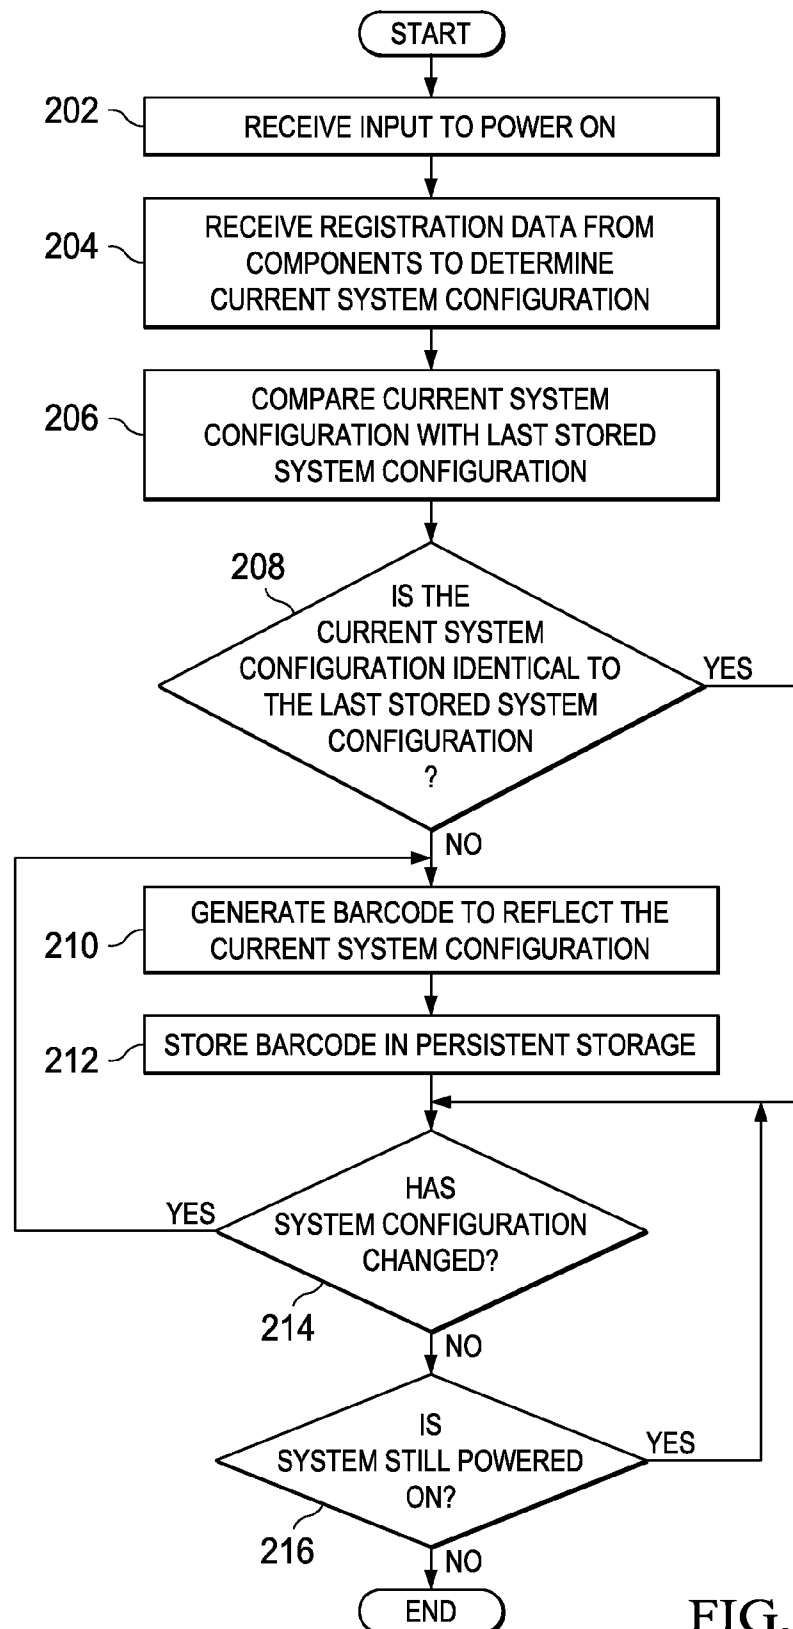 START
202
RECEIVE INPUT TO POWER ON
204
RECEIVE REGISTRATION DATA FROM
COMPONENTS TO DETERMINE
CURRENT SYSTEM CONFIGURATION
206
COMPARE CURRENT SYSTEM
CONFIGURATION WITH LAST STORED
SYSTEM CONFIGURATION
208
IS THE
CURRENT SYSTEM
CONFIGURATION IDENTICAL TO
THE LAST STORED SYSTEM
CONFIGURATION
?
YES
NO
210
GENERATE BARCODE TO REFLECT THE
CURRENT SYSTEM CONFIGURATION
212
STORE BARCODE IN PERSISTENT STORAGE
YES
HAS
SYSTEM CONFIGURATION
CHANGED?
214
NO
IS
SYSTEM STILL POWERED
ON?
YES
216
NO
END
FIG.